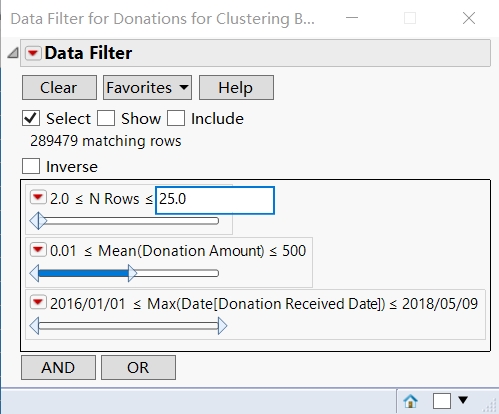 Data Filter for Donations for Clustering B...
Data Filter
Clear Favorites Help
Select Show Include
289479 matching rows
Inverse
2.0 ≤ N Rows ≤ 25.0
0.01 ≤ Mean(Donation Amount) ≤ 500
2016/01/01 ≤ Max(Date[Donation Received Date]) ≤ 2018/05/09
AND OR